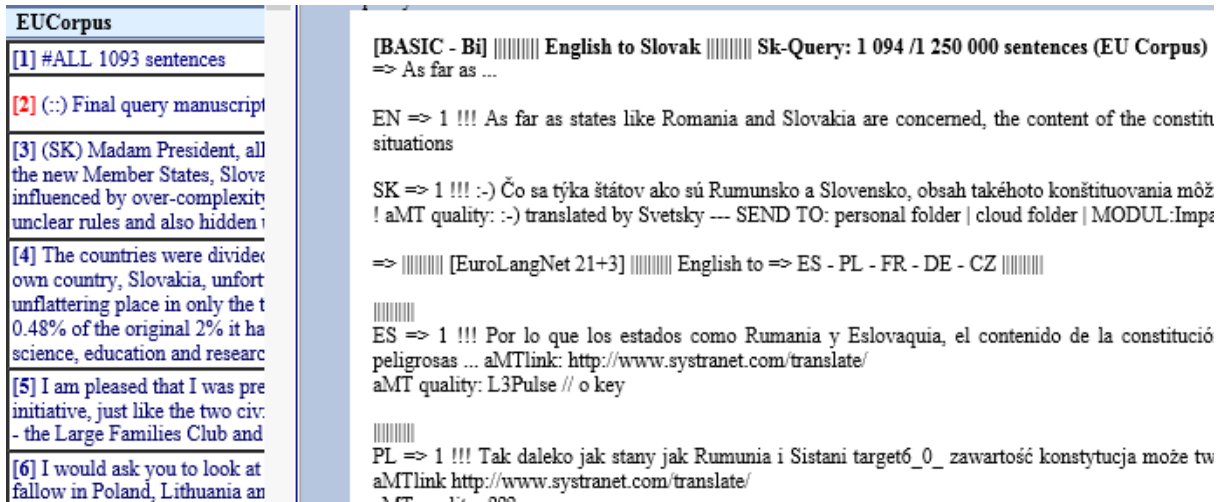 EUCorpus
[1] #ALL 1093 sentences
[2] (::) Final query manuscript
[3] (SK) Madam President, all
the new Member States, Slova
influenced by over-complexity
unclear rules and also hidden
[4] The countries were divided
own country, Slovakia, unfort
unflattering place in only the t
0.48% of the original 2% it ha
science, education and researc
[5] I am pleased that I was pre
initiative, just like the two civ
- the Large Families Club and
[6] I would ask you to look at
fallow in Poland, Lithuania an
[BASIC - Bi] ||||||||| English to Slovak ||||||||| Sk-Query: 1 094 /1 250 000 sentences (EU Corpus)
=> As far as ...
EN => 1 !!! As far as states like Romania and Slovakia are concerned, the content of the constitu
situations
SK => 1 !!! :-) Čo sa týka štátov ako sú Rumunsko a Slovensko, obsah takéhoto konštituovania môž
! aMT quality: :-) translated by Svetsky --- SEND TO: personal folder | cloud folder | MODUL:Impa
=> ||||||||| [EuroLangNet 21+3] ||||||||| English to => ES - PL - FR - DE - CZ |||||||||
|||||||||
ES => 1 !!! Por lo que los estados como Rumania y Eslovaquia, el contenido de la constitució
peligrosas ... aMTlink: http://www.systranet.com/translate/
aMT quality: L3Pulse // o key
|||||||||
PL => 1 !!! Tak daleko jak stany jak Rumunia i Sistani target6_0_ zawartość konstytucja może tw
aMTlink http://www.systranet.com/translate/